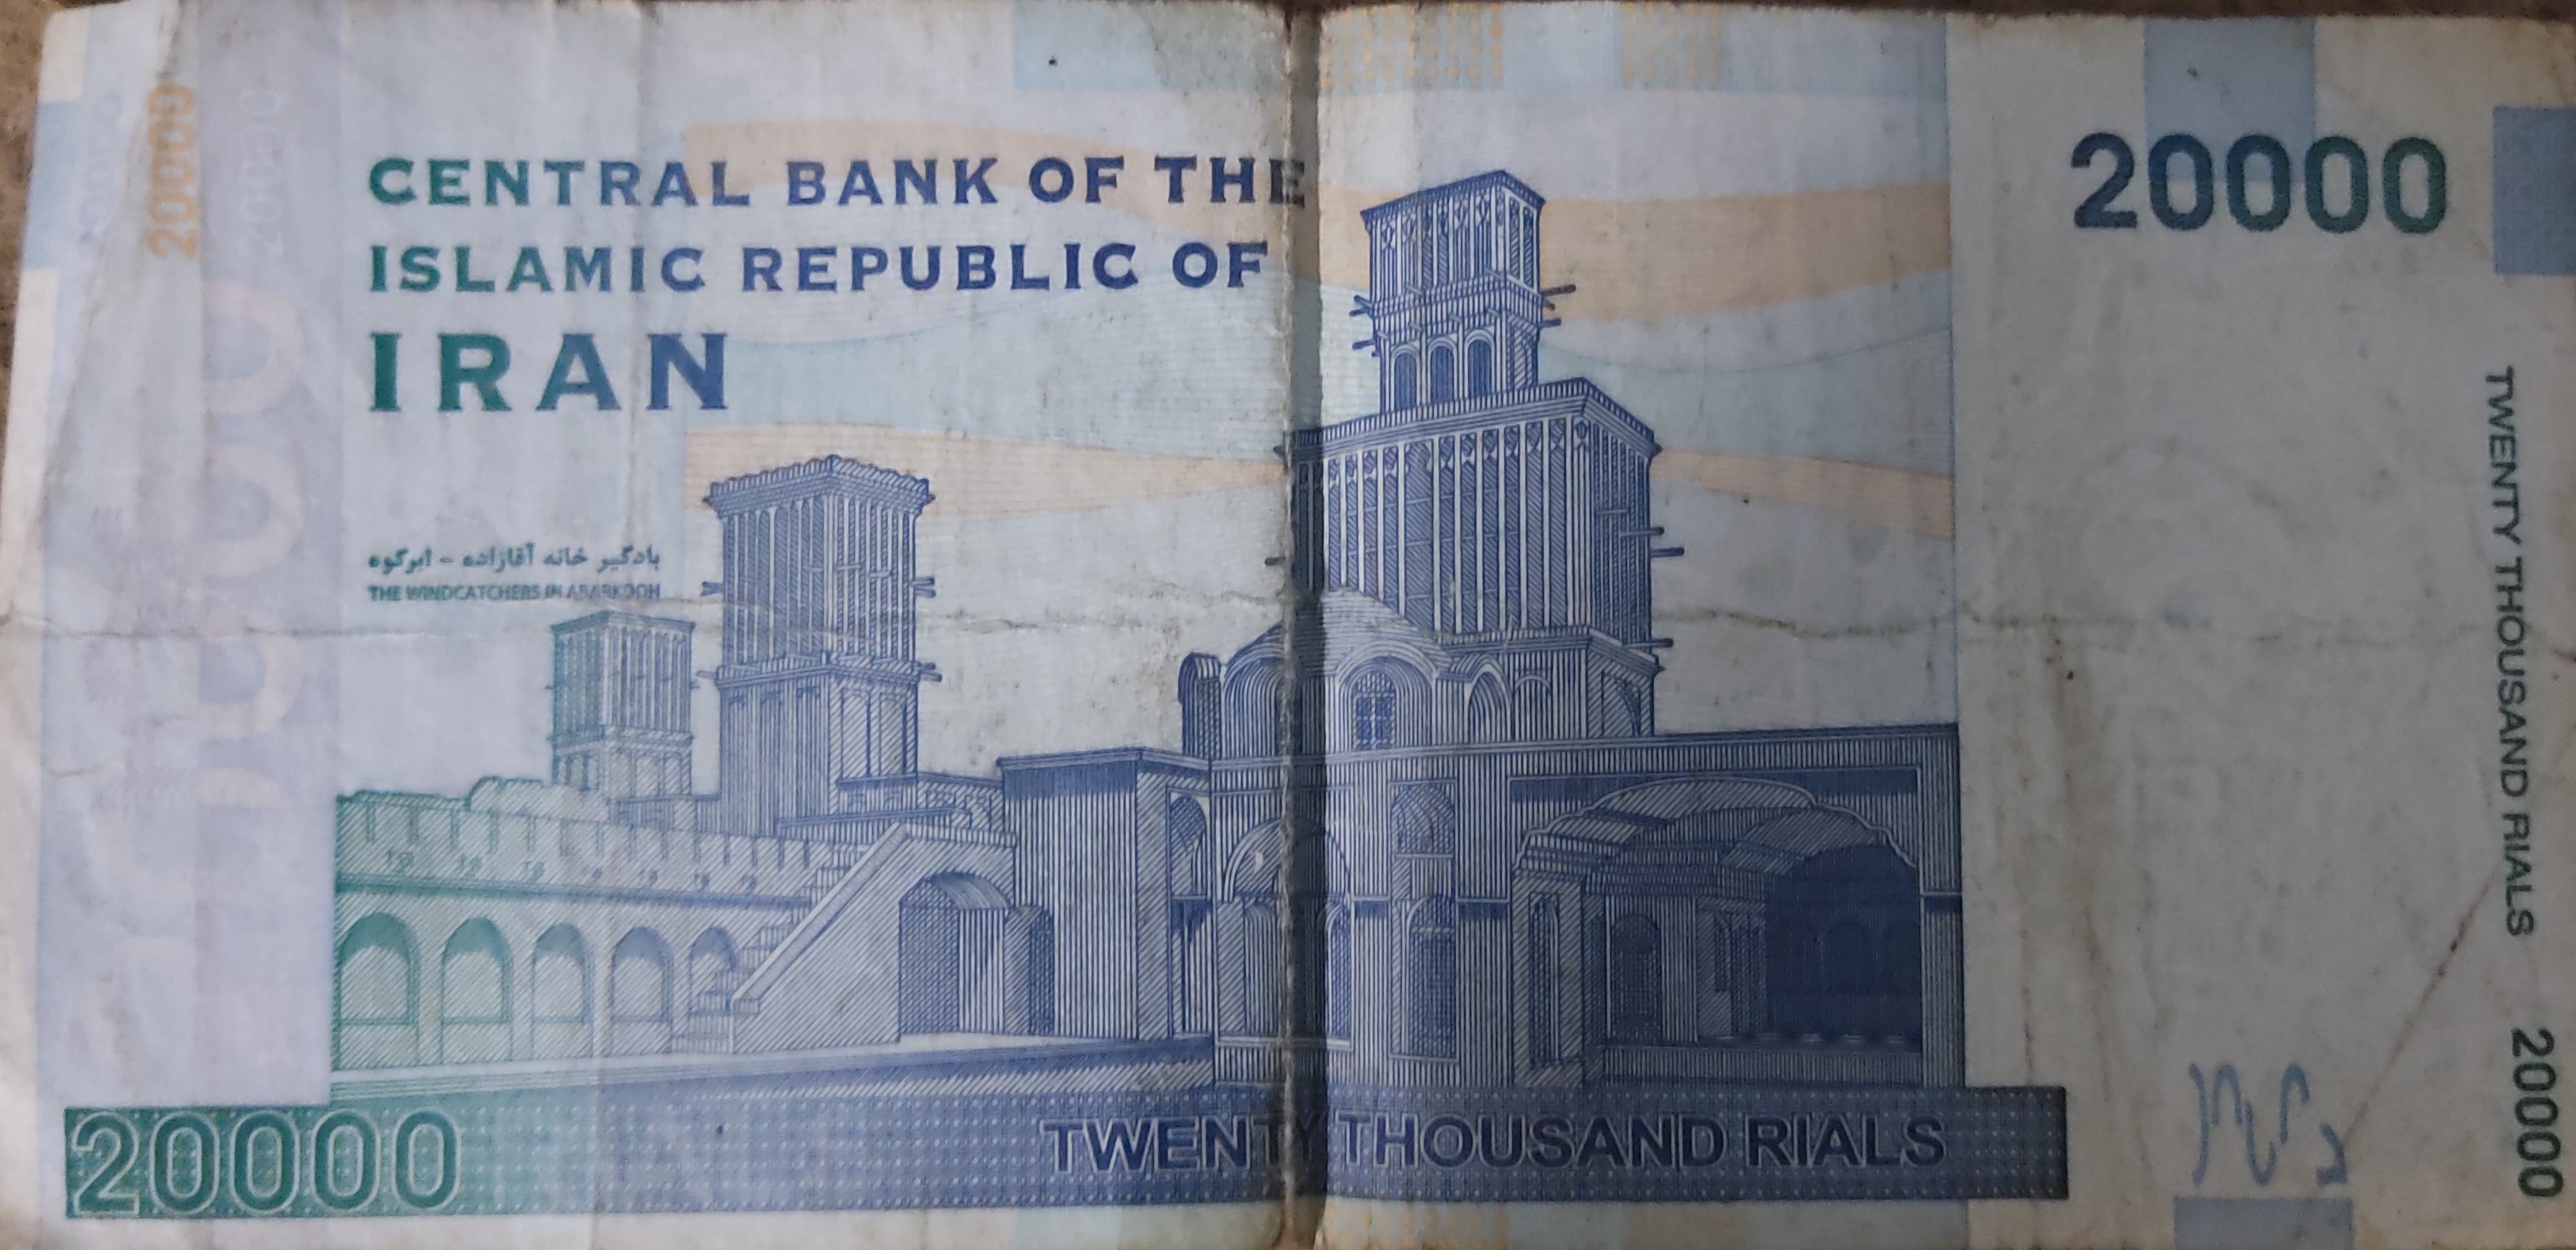 20000
CENTRAL BANK OF THE
ISLAMIC REPUBLIC OF
IRAN
20000
بادگیر خانه آقازاده - ابرکوه
THE WINDCATCHERS IN ABARKOOH
TWENTY THOUSAND RIALS 20000
20000
TWENTY THOUSAND RIALS